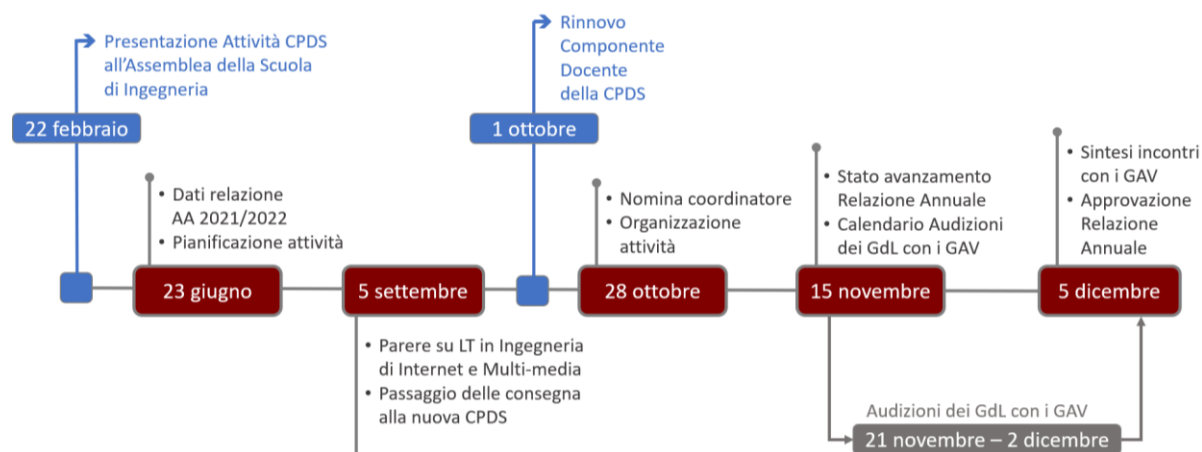 Presentazione Attività CPDS
all'Assemblea della Scuola
di Ingegneria
22 febbraio
Rinnovo
Componente
Docente
della CPDS
1 ottobre
• Dati relazione
AA 2021/2022
• Pianificazione attività
23 giugno
5 settembre
• Parere su LT in Ingegneria
di Internet e Multi-media
• Passaggio delle consegna
alla nuova CPDS
• Nomina coordinatore
• Organizzazione
attività
28 ottobre
• Stato avanzamento
Relazione Annuale
• Calendario Audizioni
dei GdL con i GAV
15 novembre
• Sintesi incontri
con i GAV
• Approvazione
Relazione
Annuale
5 dicembre
Audizioni dei GdL con i GAV
21 novembre – 2 dicembre